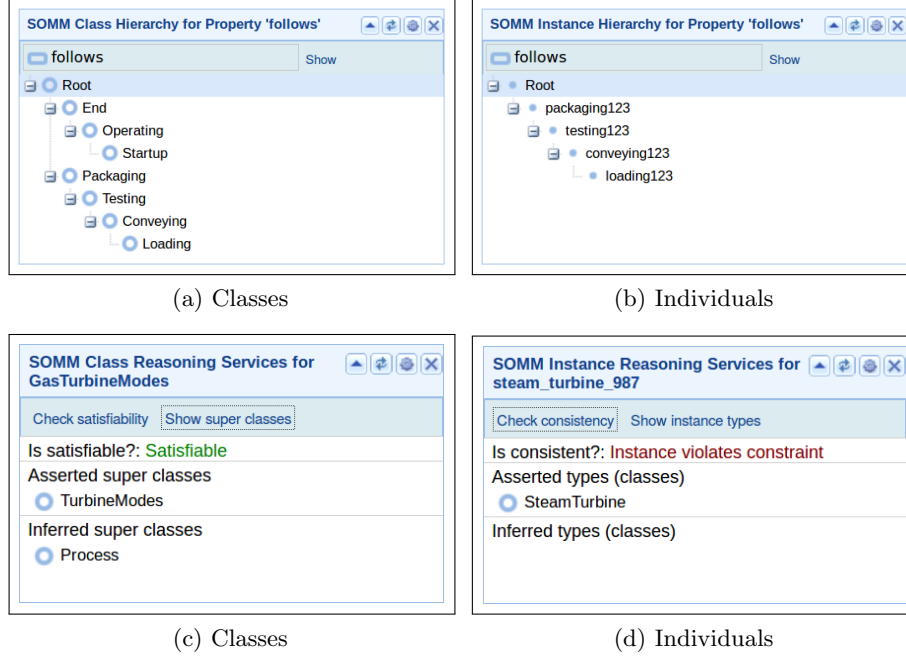 SOMM Class Hierarchy for Property 'follows'
follows
Show
Root
End
Operating
Startup
Packaging
Testing
Conveying
Loading
(a) Classes
SOMM Instance Hierarchy for Property 'follows'
follows
Show
Root
packaging123
testing123
conveying123
loading123
(b) Individuals
SOMM Class Reasoning Services for
GasTurbineModes
Check satisfiability Show super classes
Is satisfiable?: Satisfiable
Asserted super classes
TurbineModes
Inferred super classes
Process
(c) Classes
SOMM Instance Reasoning Services for
steam_turbine_987
Check consistency Show instance types
Is consistent?: Instance violates constraint
Asserted types (classes)
SteamTurbine
Inferred types (classes)
(d) Individuals